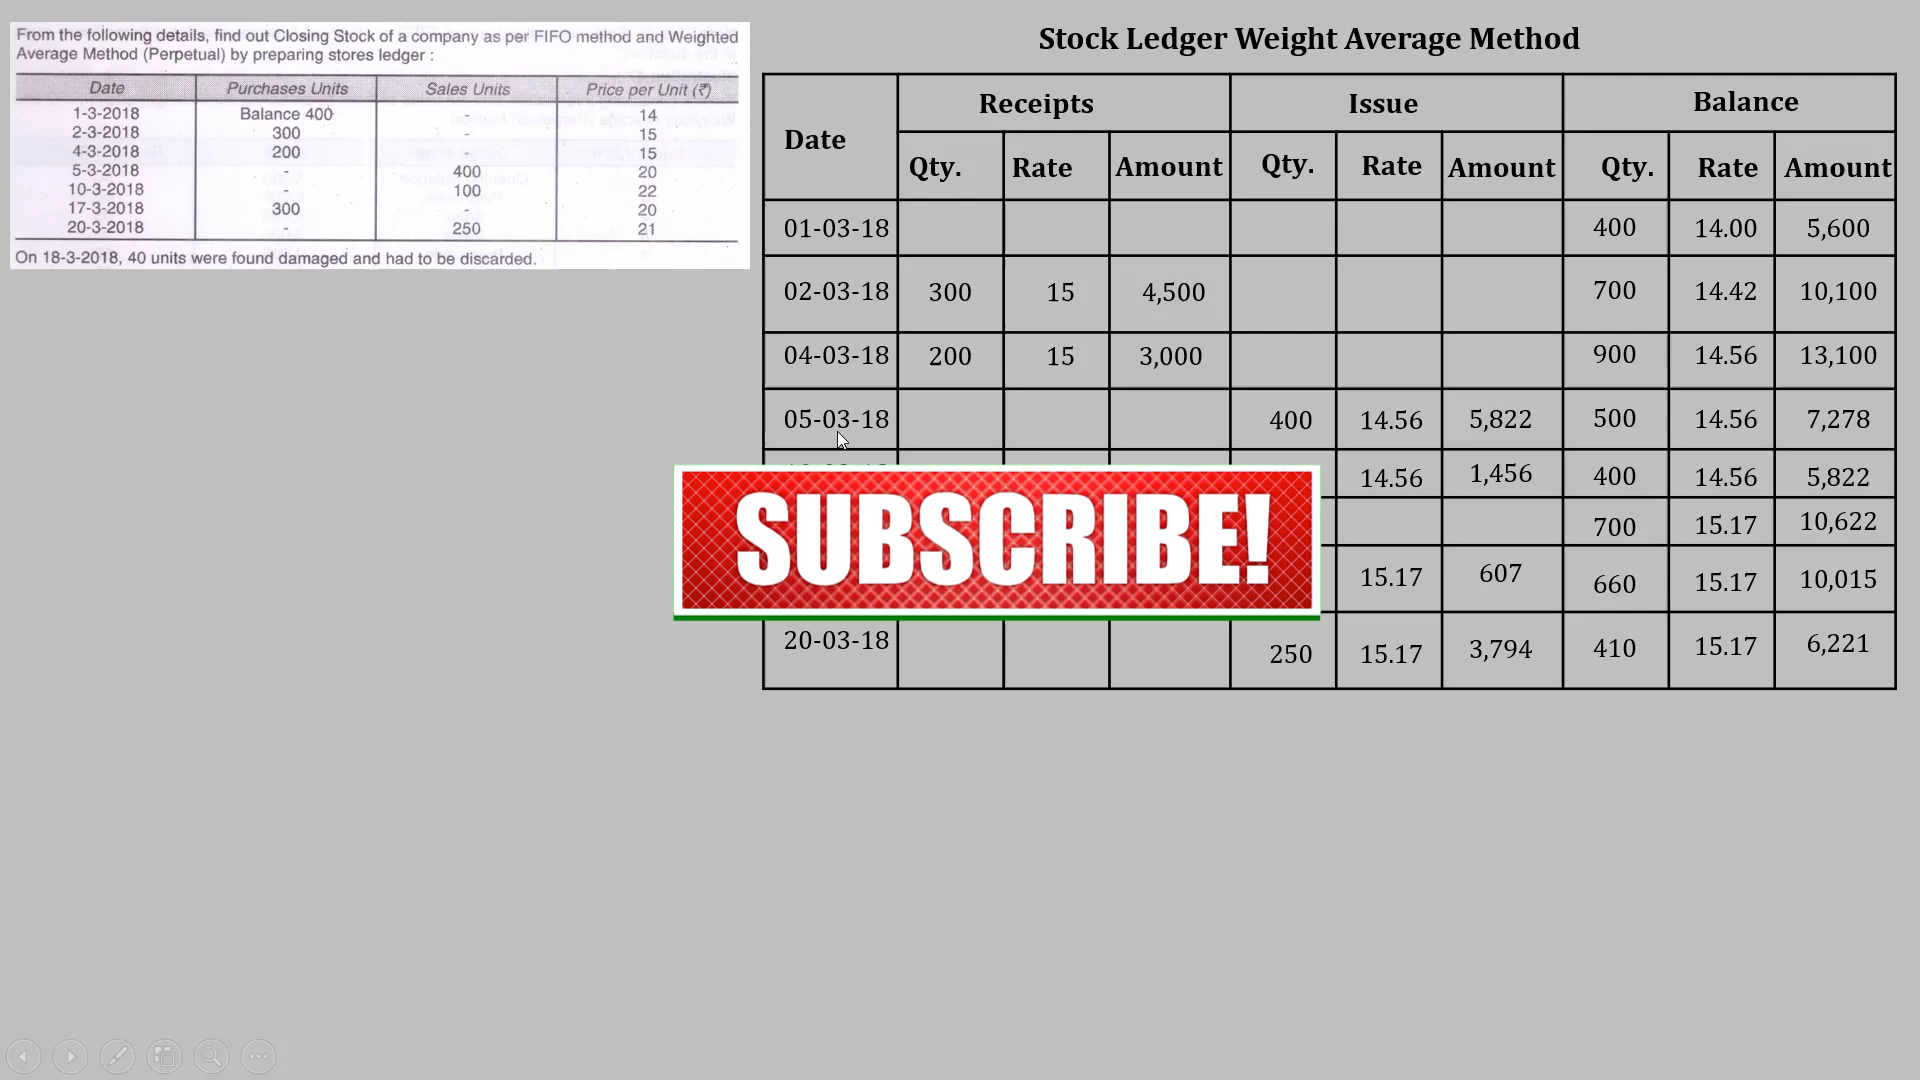 From the following details, find out Closing Stock of a company as per FIFO method and Weighted
Average Method (Perpetual) by preparing stores ledger :
Date Purchases Units Sales Units Price per Unit (₹)
1-3-2018 Balance 400 - 14
2-3-2018 300 - 15
4-3-2018 200 - 15
5-3-2018 - 400 20
10-3-2018 - 100 22
17-3-2018 300 - 20
20-3-2018 - 250 21
On 18-3-2018, 40 units were found damaged and had to be discarded.
Stock Ledger Weight Average Method
Date Receipts Issue Balance
Qty. Rate Amount Qty. Rate Amount Qty. Rate Amount
01-03-18 400 14.00 5,600
02-03-18 300 15 4,500 700 14.42 10,100
04-03-18 200 15 3,000 900 14.56 13,100
05-03-18 400 14.56 5,822 500 14.56 7,278
14.56 1,456 400 14.56 5,822
700 15.17 10,622
15.17 607 660 15.17 10,015
20-03-18 250 15.17 3,794 410 15.17 6,221
SUBSCRIBE!